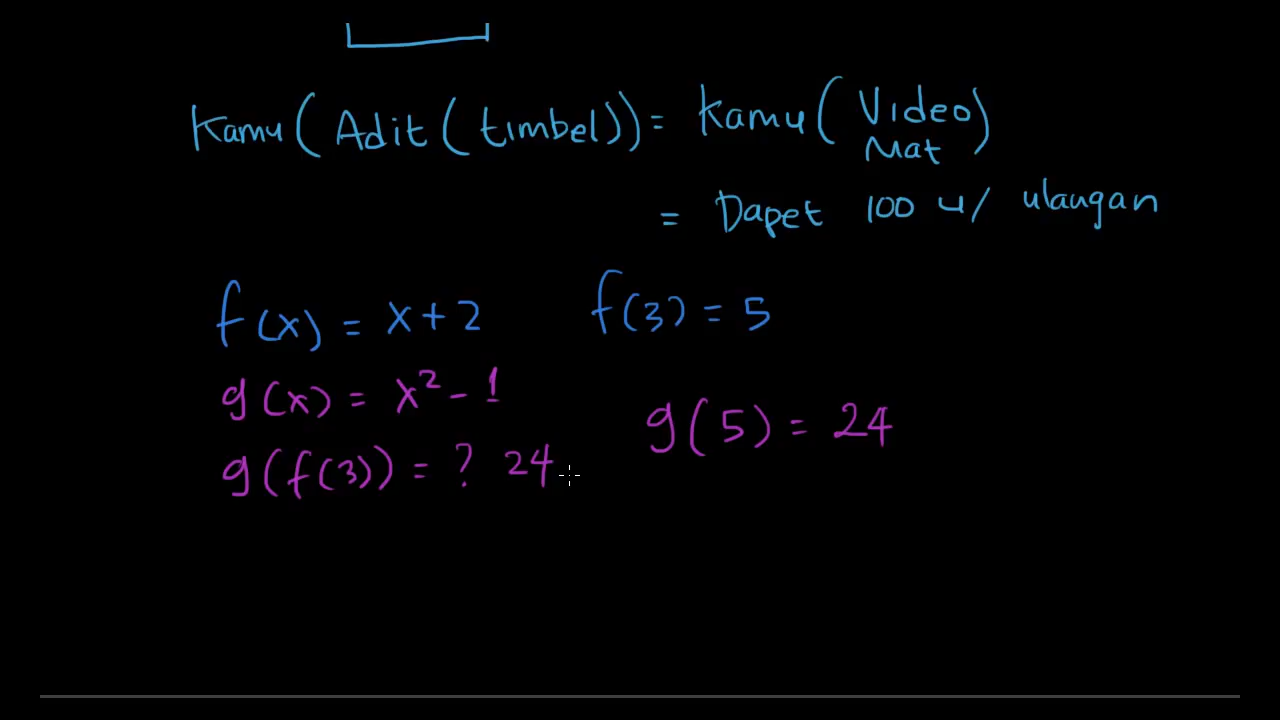 Kamu(Adit(timbel)) = Kamu(Video Mat)
= Dapet 100 u/ ulangan
f(x) = x+2 f(3) = 5
g(x) = x² - 1
g(5) = 24
g(f(3)) = ? 24